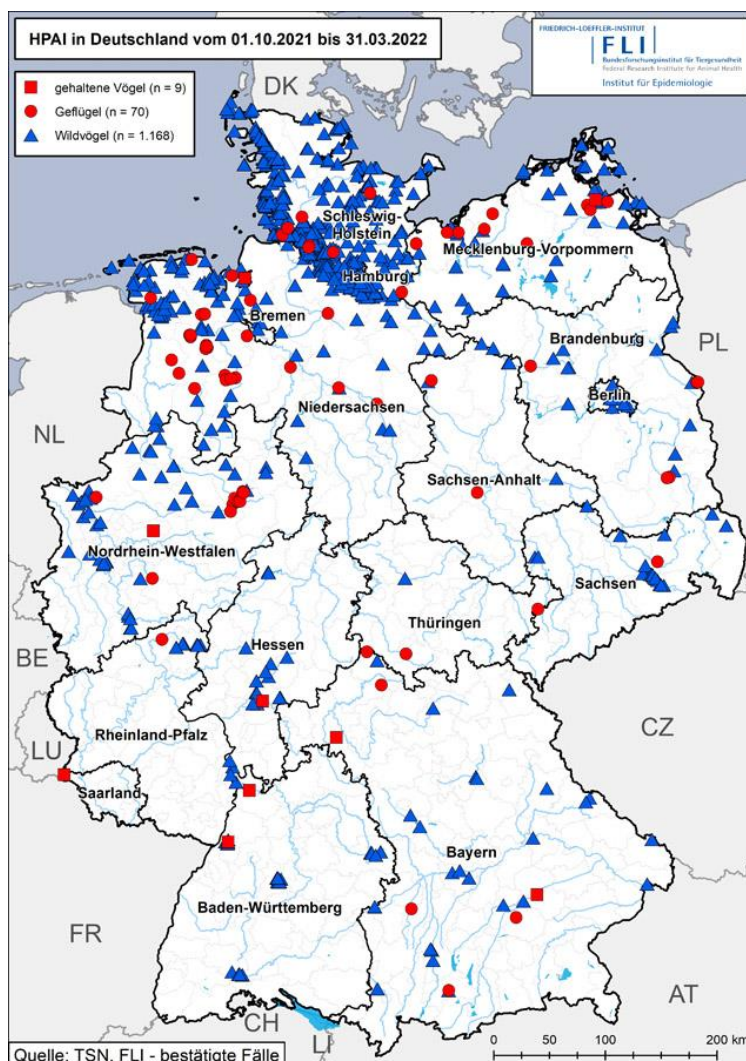 HPAI in Deutschland vom 01.10.2021 bis 31.03.2022
FRIEDRICH-LOEFFLER-INSTITUT
FLI
Bundesforschungsinstitut für Tiergesundheit
Federal Research Institute for Animal Health
Institut für Epidemiologie
gehaltene Vögel (n = 9)
Geflügel (n = 70)
Wildvögel (n = 1.168)
DK
Schleswig-
Holstein
Mecklenburg-Vorpommern
Hamburg
Bremen
Brandenburg
PL
Berlin
Niedersachsen
NL
Sachsen-Anhalt
Nordrhein-Westfalen
Sachsen
Thüringen
Hessen
BE
Rheinland-Pfalz
CZ
LU
Saarland
Bayern
Baden-Württemberg
FR
AT
CH
LI
0 50 100 200 km
Quelle: TSN, FLI - bestätigte Fälle